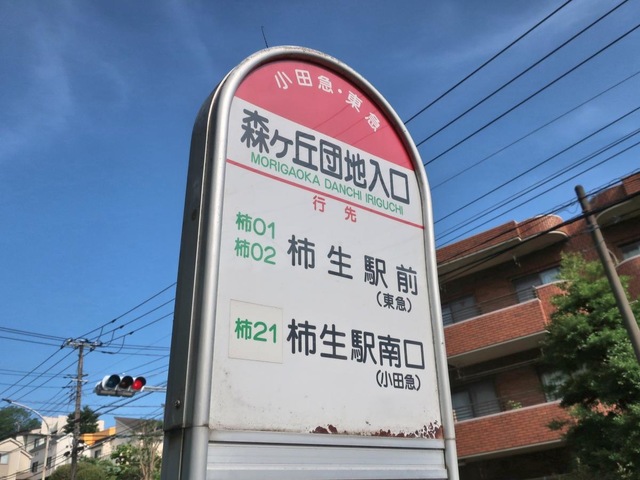 小田急・東急
森ヶ丘団地入口
MORIGAOKA DANCHI IRIGUCHI
行先
柿01
柿02 柿生駅前
(東急)
柿21 柿生駅南口
(小田急)